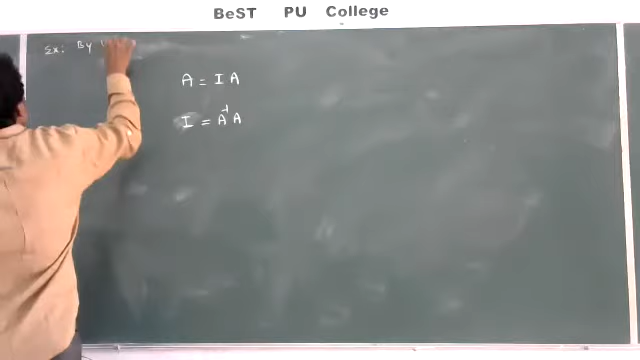 BeST PU College
Ex: By
A = I A
I = A⁻¹ A